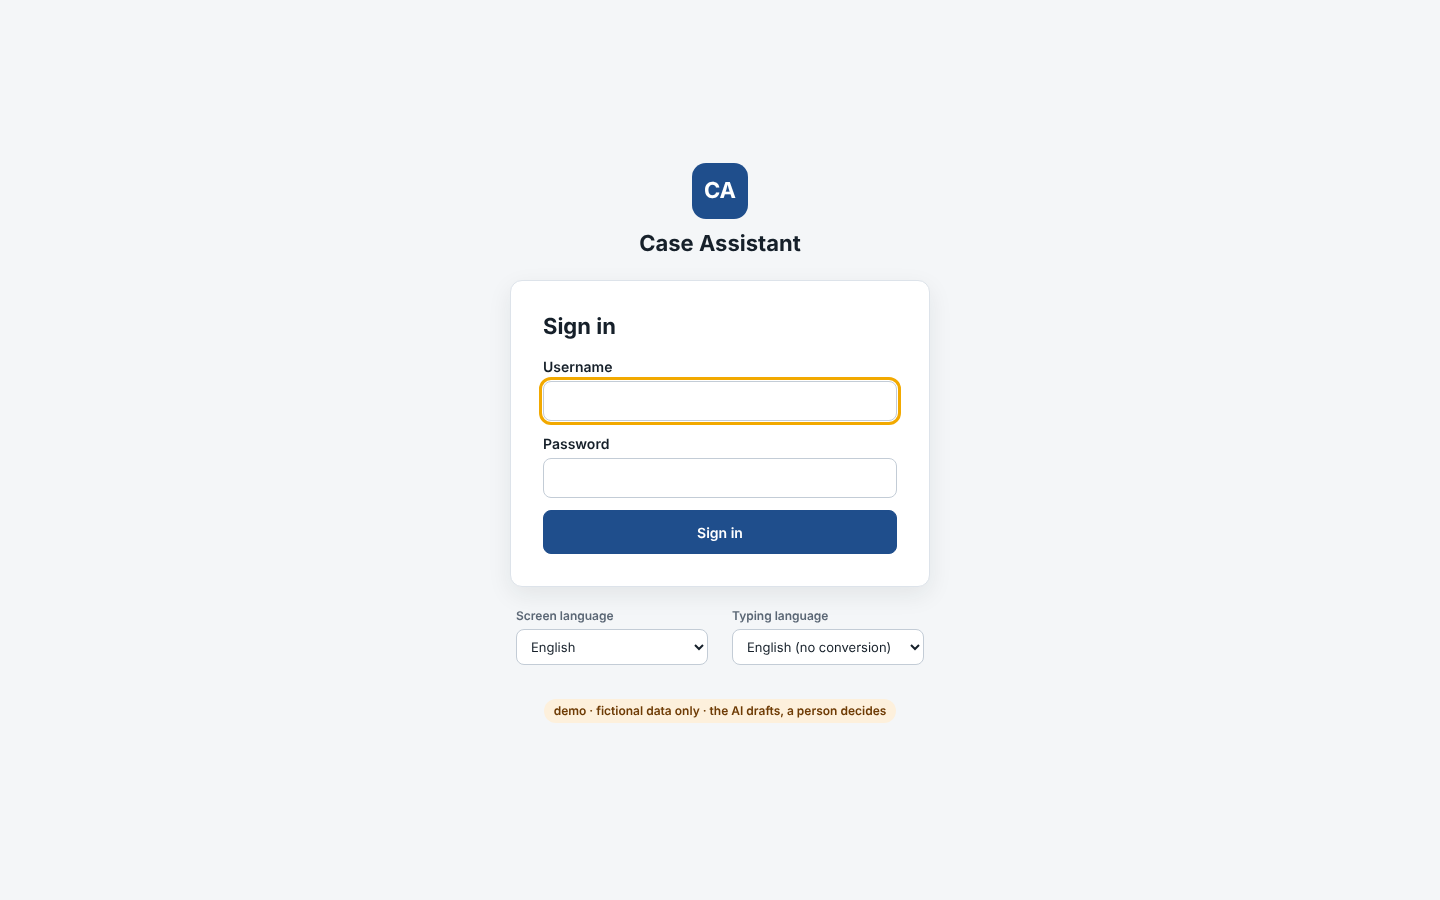 CA
Case Assistant
Sign in
Username
Password
Sign in
Screen language Typing language
English English (no conversion)
demo · fictional data only · the AI drafts, a person decides